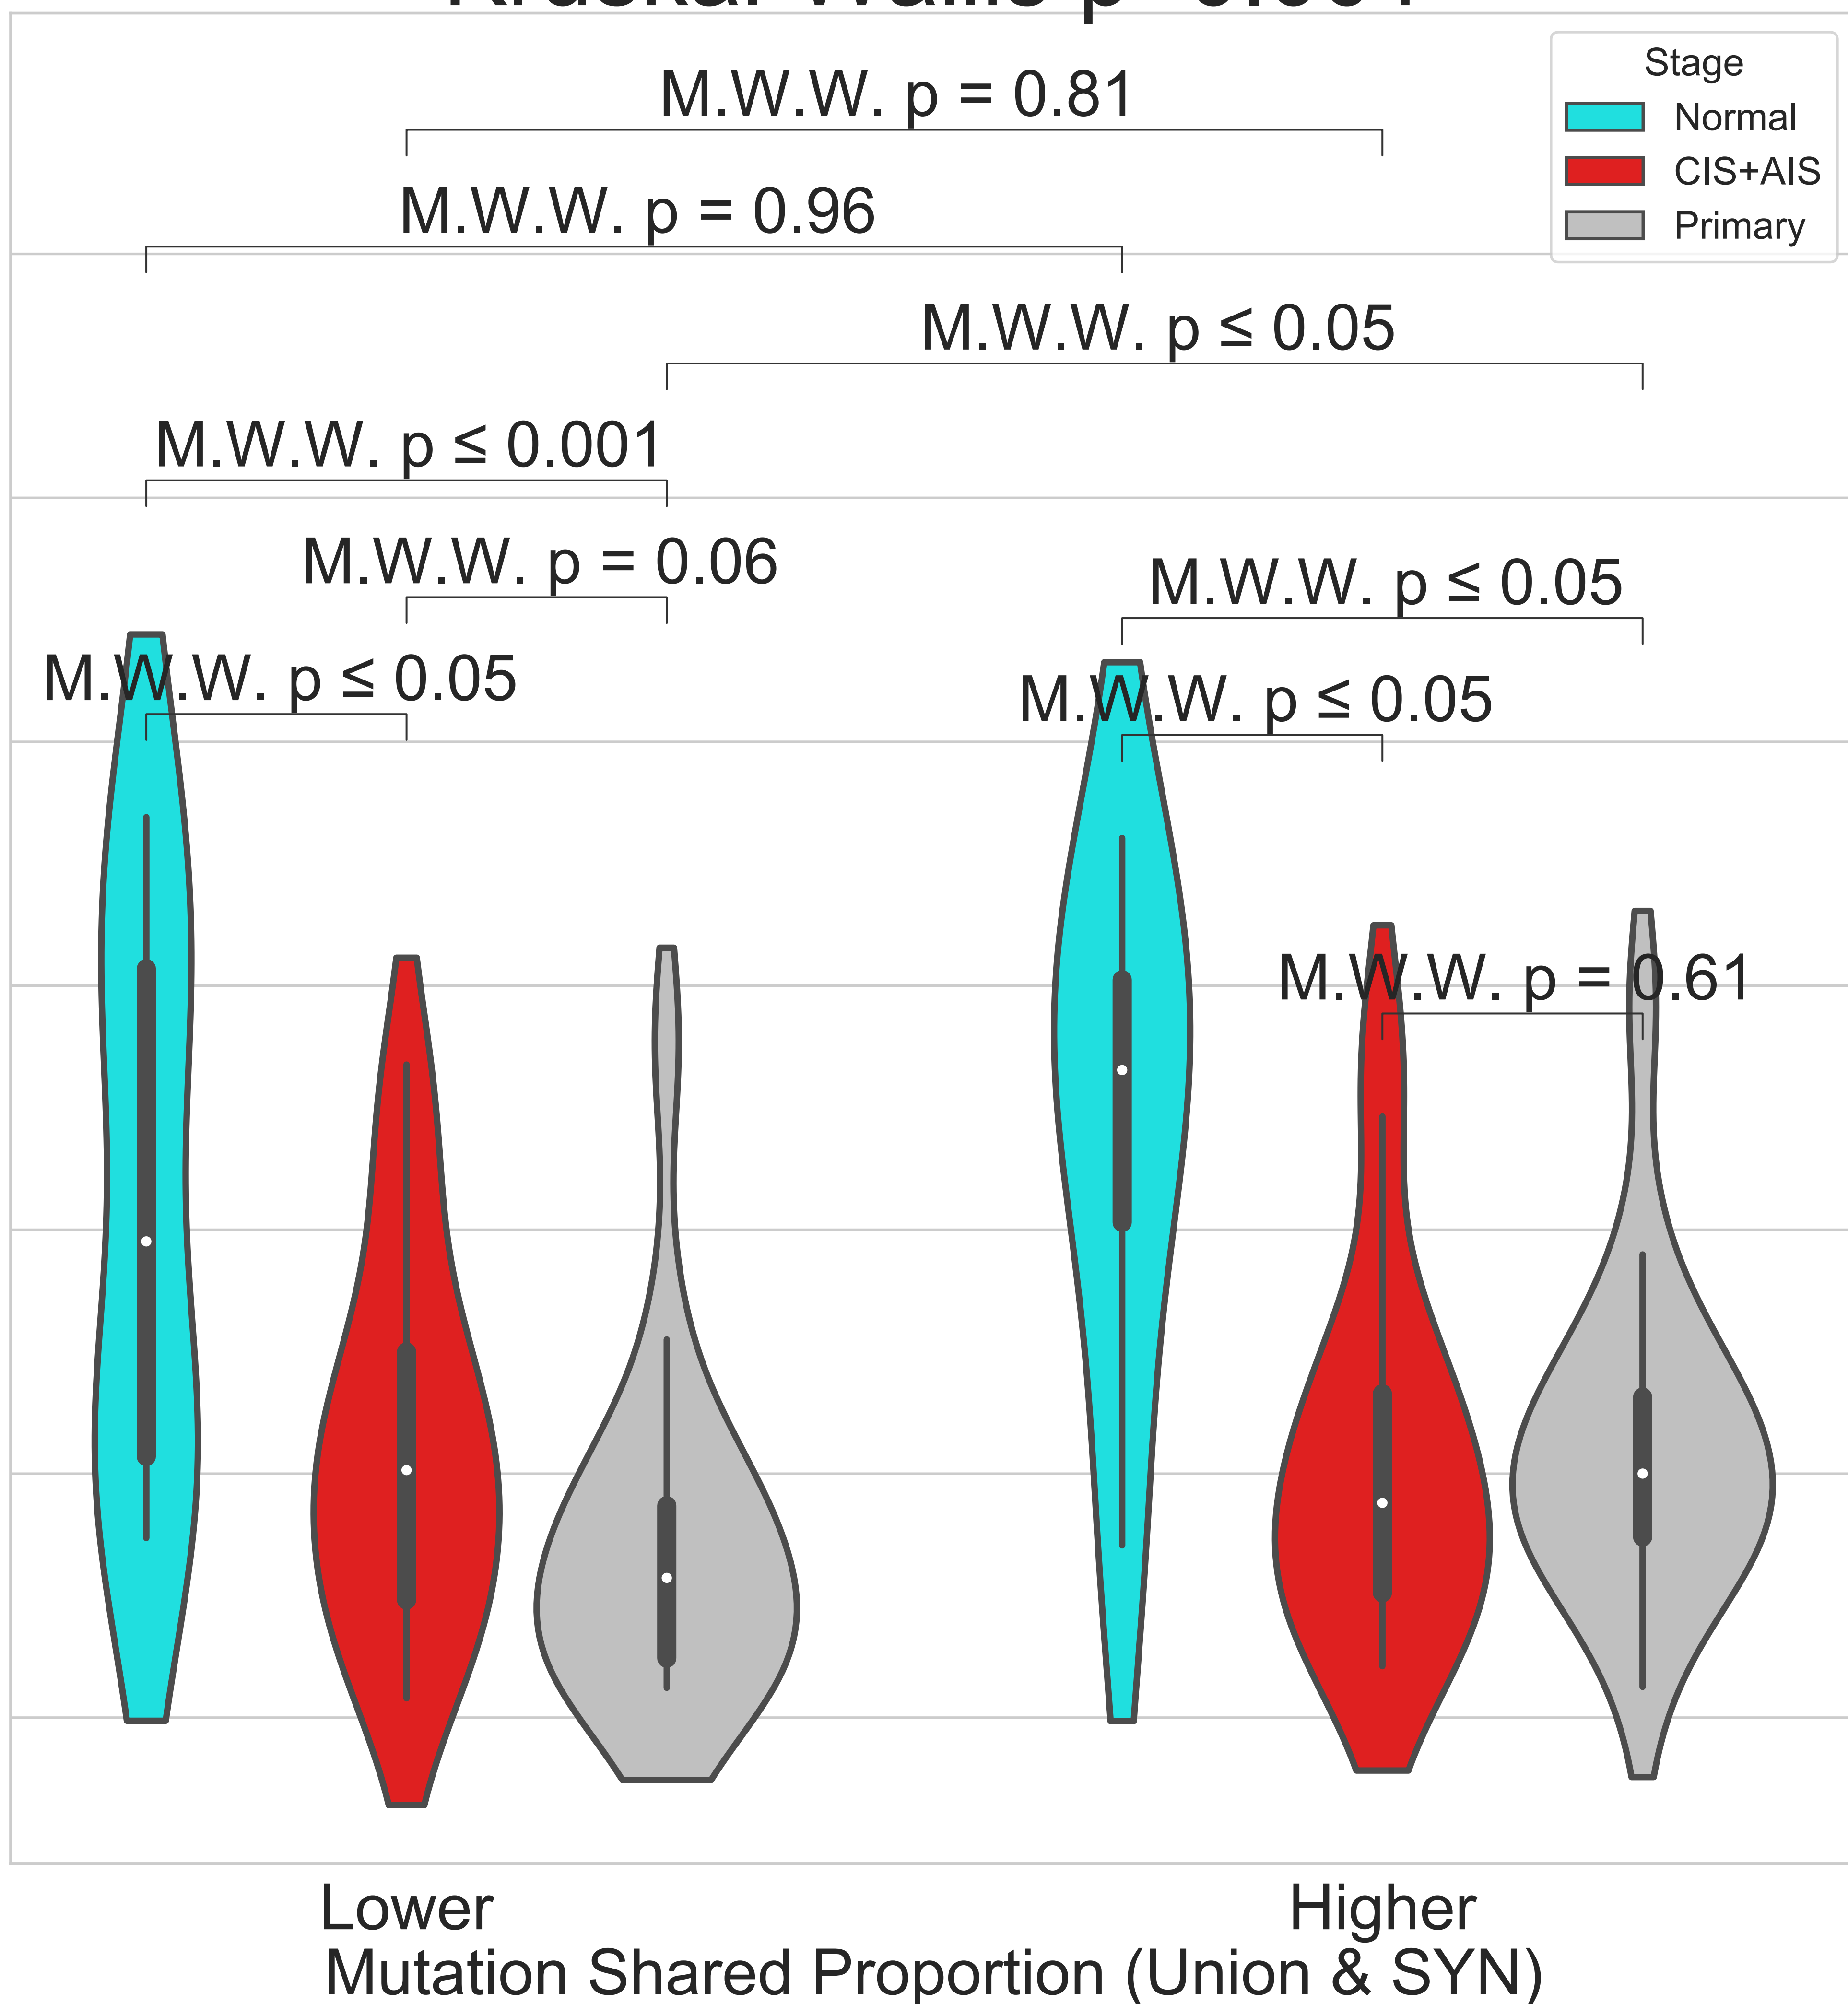 M.W.W. p = 0.81
Stage
Normal
CIS+AIS
Primary
M.W.W. p = 0.96
M.W.W. p ≤ 0.05
M.W.W. p ≤ 0.001
M.W.W. p = 0.06
M.W.W. p ≤ 0.05
M.W.W. p ≤ 0.05
M.W.W. p ≤ 0.05
M.W.W. p = 0.61
Lower
Higher
Mutation Shared Proportion (Union & SYN)